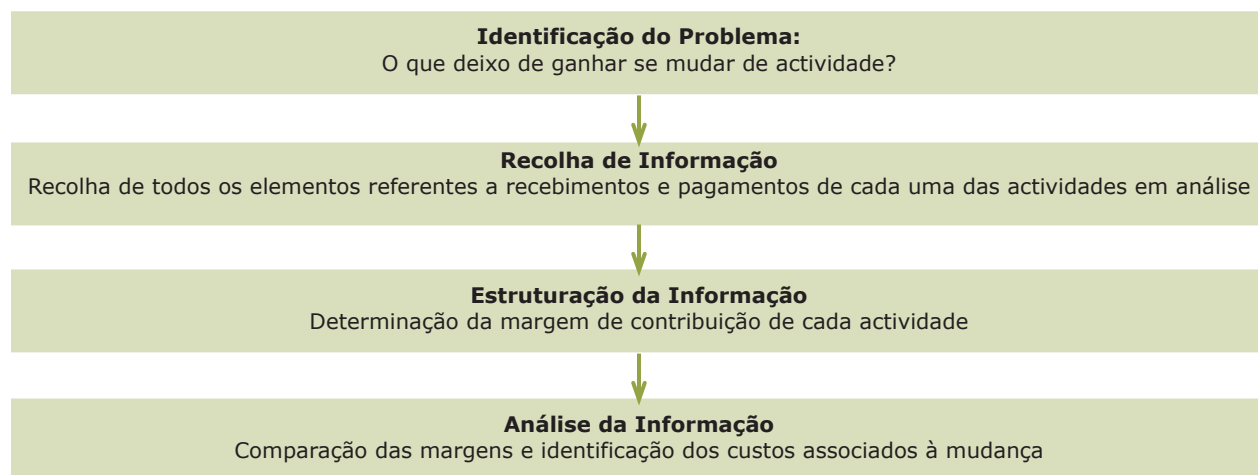 Identificação do Problema:
O que deixo de ganhar se mudar de actividade?
Recolha de Informação
Recolha de todos os elementos referentes a recebimentos e pagamentos de cada uma das actividades em análise
Estruturação da Informação
Determinação da margem de contribuição de cada actividade
Análise da Informação
Comparação das margens e identificação dos custos associados à mudança